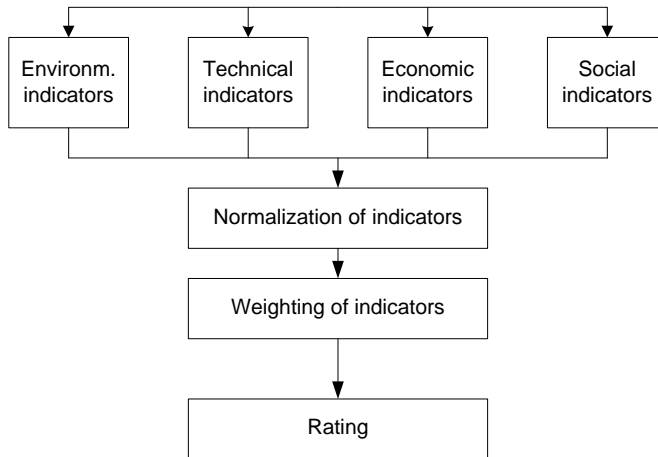 Environm.
indicators
Technical
indicators
Economic
indicators
Social
indicators
Normalization of indicators
Weighting of indicators
Rating